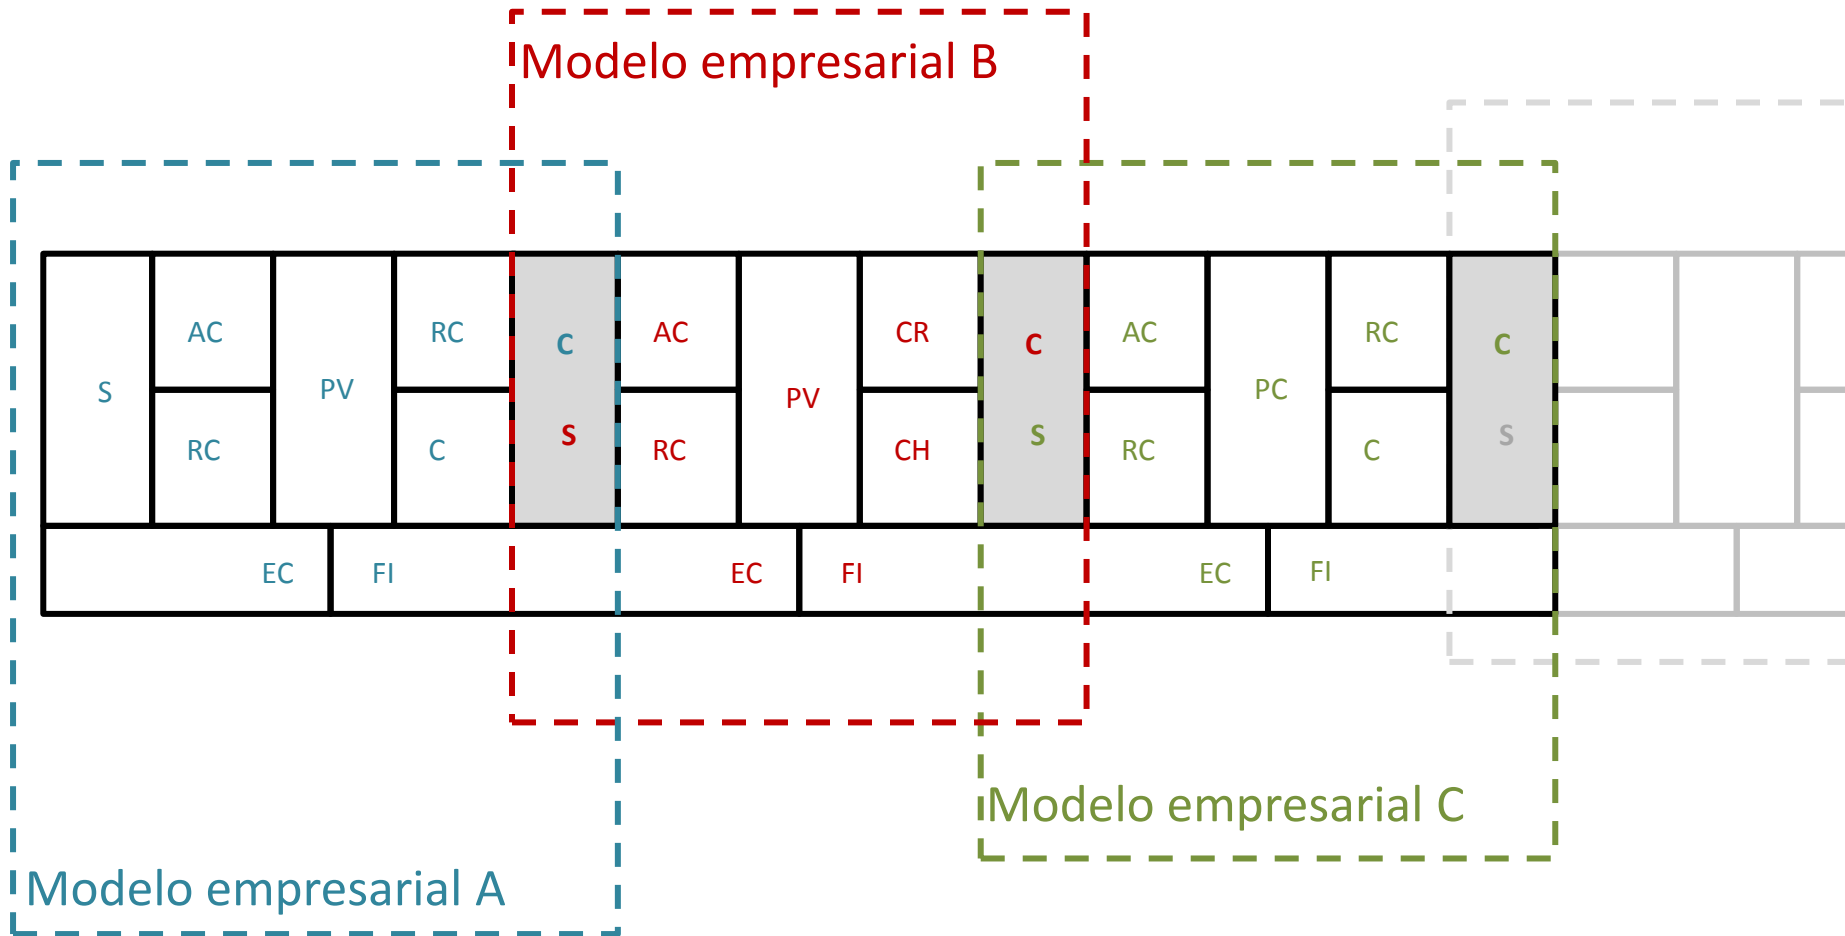 Modelo empresarial B
S
AC
RC
PV
RC
C
C
S
AC
RC
PV
CR
CH
C
S
AC
RC
PC
RC
C
C
S
EC
FI
EC
FI
EC
FI
Modelo empresarial C
Modelo empresarial A